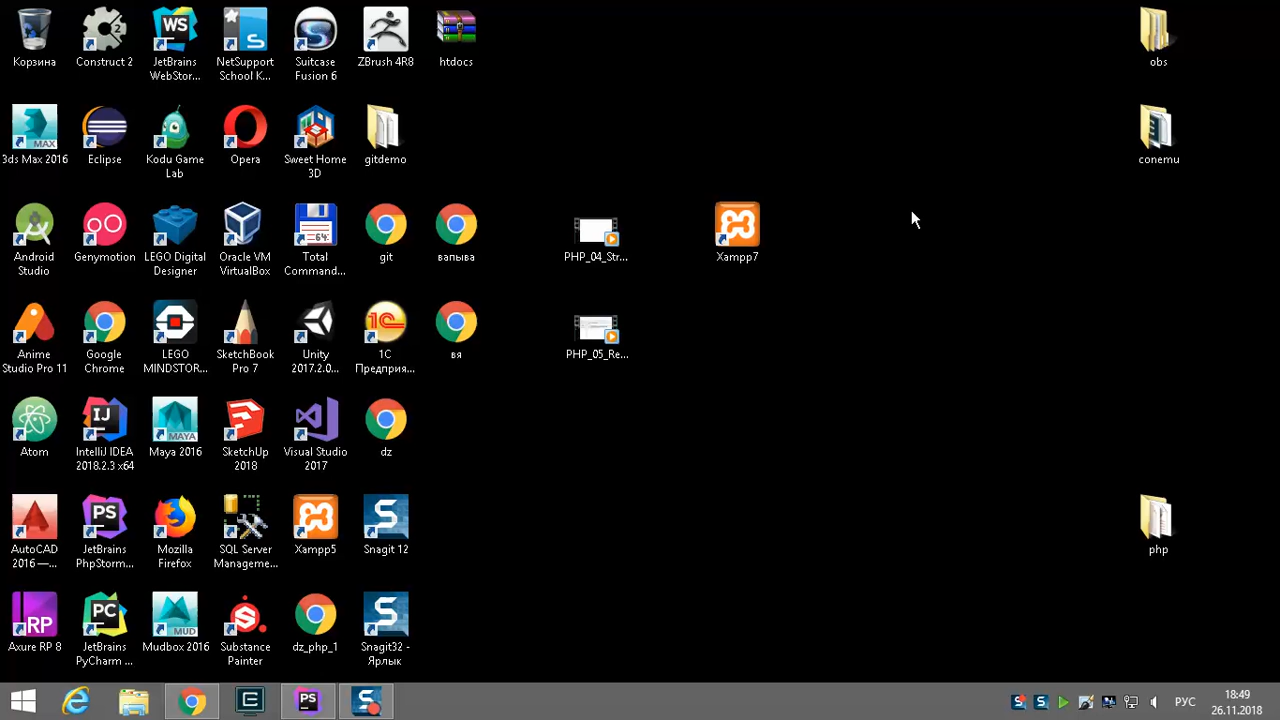 Корзина
Construct 2
JetBrains
WebStor...
NetSupport
School K...
Suitcase
Fusion 6
ZBrush 4R8
htdocs
obs
3ds Max 2016
Eclipse
Kodu Game
Lab
Opera
Sweet Home
3D
gitdemo
conemu
Android
Studio
Genymotion
LEGO Digital
Designer
Oracle VM
VirtualBox
Total
Command...
git
вапыва
PHP_04_Str...
Xampp7
Anime
Studio Pro 11
Google
Chrome
LEGO
MINDSTOR...
SketchBook
Pro 7
Unity
2017.2.0...
1С
Предприя...
вя
PHP_05_Re...
Atom
IntelliJ IDEA
2018.2.3 x64
Maya 2016
SketchUp
2018
Visual Studio
2017
dz
AutoCAD
2016 —...
JetBrains
PhpStorm...
Mozilla
Firefox
SQL Server
Manageme...
Xampp5
Snagit 12
php
Axure RP 8
JetBrains
PyCharm ...
Mudbox 2016
Substance
Painter
dz_php_1
Snagit32 -
Ярлык
РУС
18:49
26.11.2018